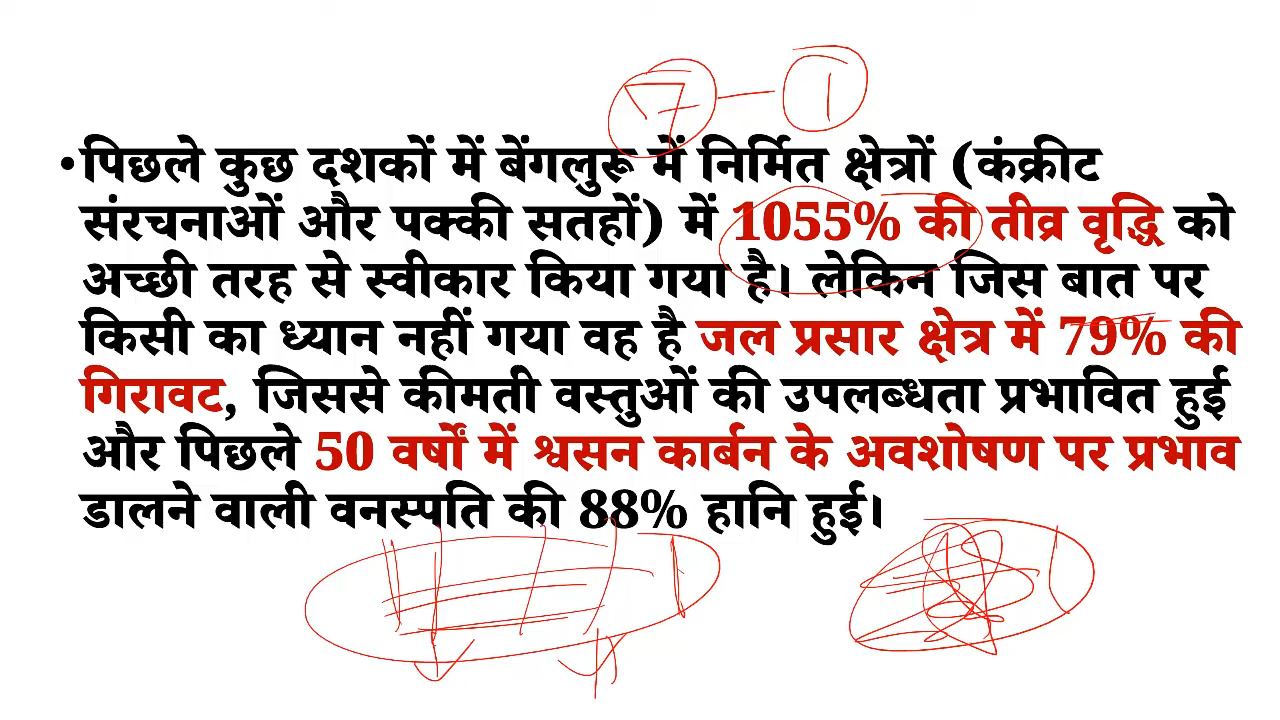 7 - 1
•पिछले कुछ दशकों में बेंगलुरू में निर्मित क्षेत्रों (कंक्रीट
संरचनाओं और पक्की सतहों) में 1055% की तीव्र वृद्धि को
अच्छी तरह से स्वीकार किया गया है। लेकिन जिस बात पर
किसी का ध्यान नहीं गया वह है जल प्रसार क्षेत्र में 79% की
गिरावट, जिससे कीमती वस्तुओं की उपलब्धता प्रभावित हुई
और पिछले 50 वर्षों में श्वसन कार्बन के अवशोषण पर प्रभाव
डालने वाली वनस्पति की 88% हानि हुई।